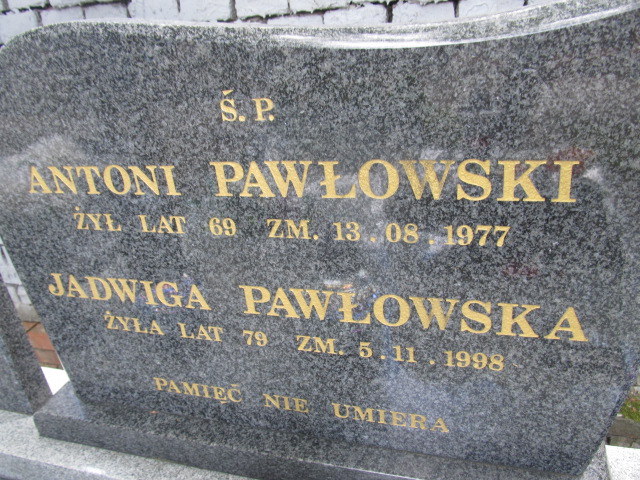 Ś. P.
ANTONI PAWŁOWSKI
ŻYŁ LAT 69 ZM. 13.08.1977
JADWIGA PAWŁOWSKA
ŻYŁA LAT 79 ZM. 5.11.1998
PAMIĘĆ NIE UMIERA